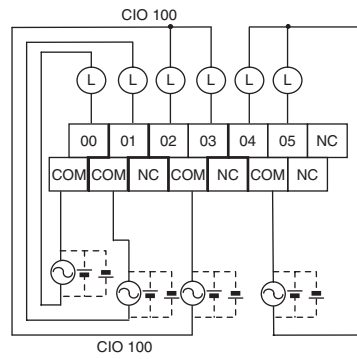 CIO 100
L L L L L L
00 01 02 03 04 05 NC
COM COM NC COM NC COM NC
CIO 100